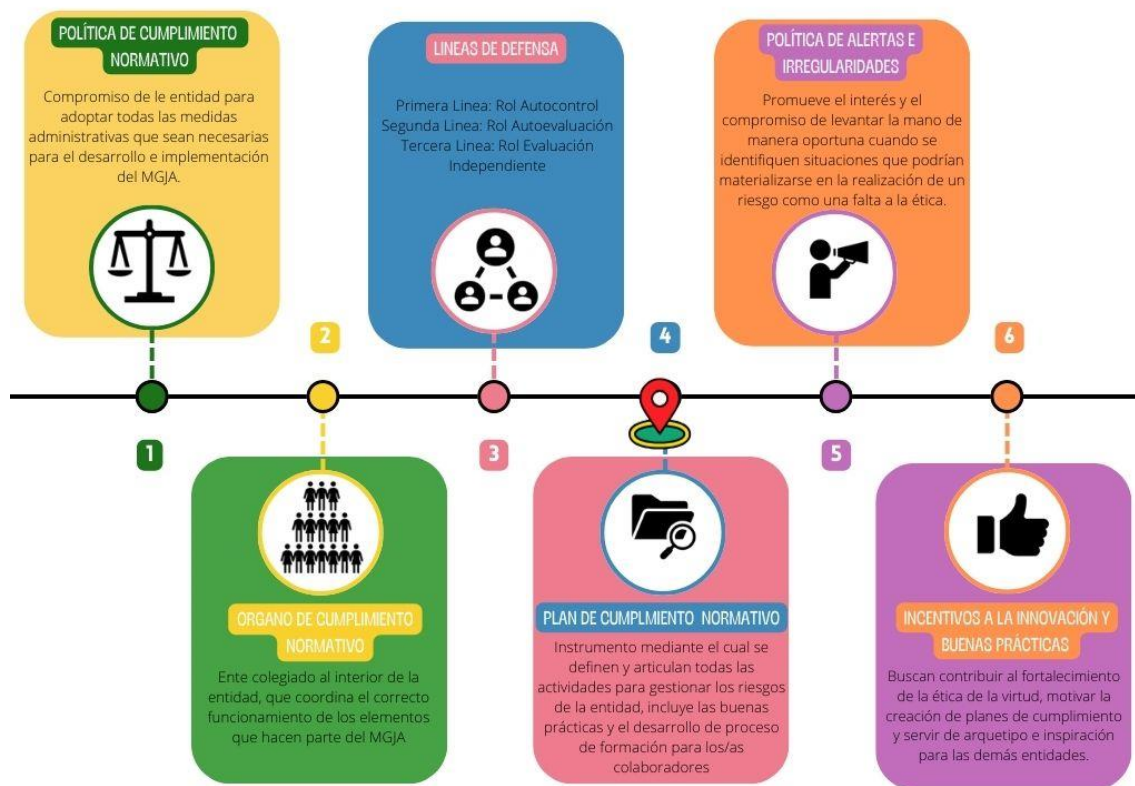 POLÍTICA DE CUMPLIMIENTO
NORMATIVO
Compromiso de le entidad para
adoptar todas las medidas
administrativas que sean necesarias
para el desarrollo e implementación
del MGJA.
1
2
ORGANO DE CUMPLIMIENTO
NORMATIVO
Ente colegiado al interior de la
entidad, que coordina el correcto
funcionamiento de los elementos
que hacen parte del MGJA
LINEAS DE DEFENSA
Primera Linea: Rol Autocontrol
Segunda Linea: Rol Autoevaluación
Tercera Linea: Rol Evaluación
Independiente
3
4
PLAN DE CUMPLMIENTO NORMATIVO
Instrumento mediante el cual se
definen y articulan todas las
actividades para gestionar los riesgos
de la entidad, incluye las buenas
prácticas y el desarrollo de proceso
de formación para los/as
colaboradores
POLÍTICA DE ALERTAS E
IRREGULARIDADES
Promueve el interés y el
compromiso de levantar la mano de
manera oportuna cuando se
identifiquen situaciones que podrían
materializarse en la realización de un
riesgo como una falta a la ética.
5
6
INCENTIVOS A LA INNOVACIÓN Y
BUENAS PRÁCTICAS
Buscan contribuir al fortalecimiento
de la ética de la virtud, motivar la
creación de planes de cumplimiento
y servir de arquetipo e inspiración
para las demás entidades.